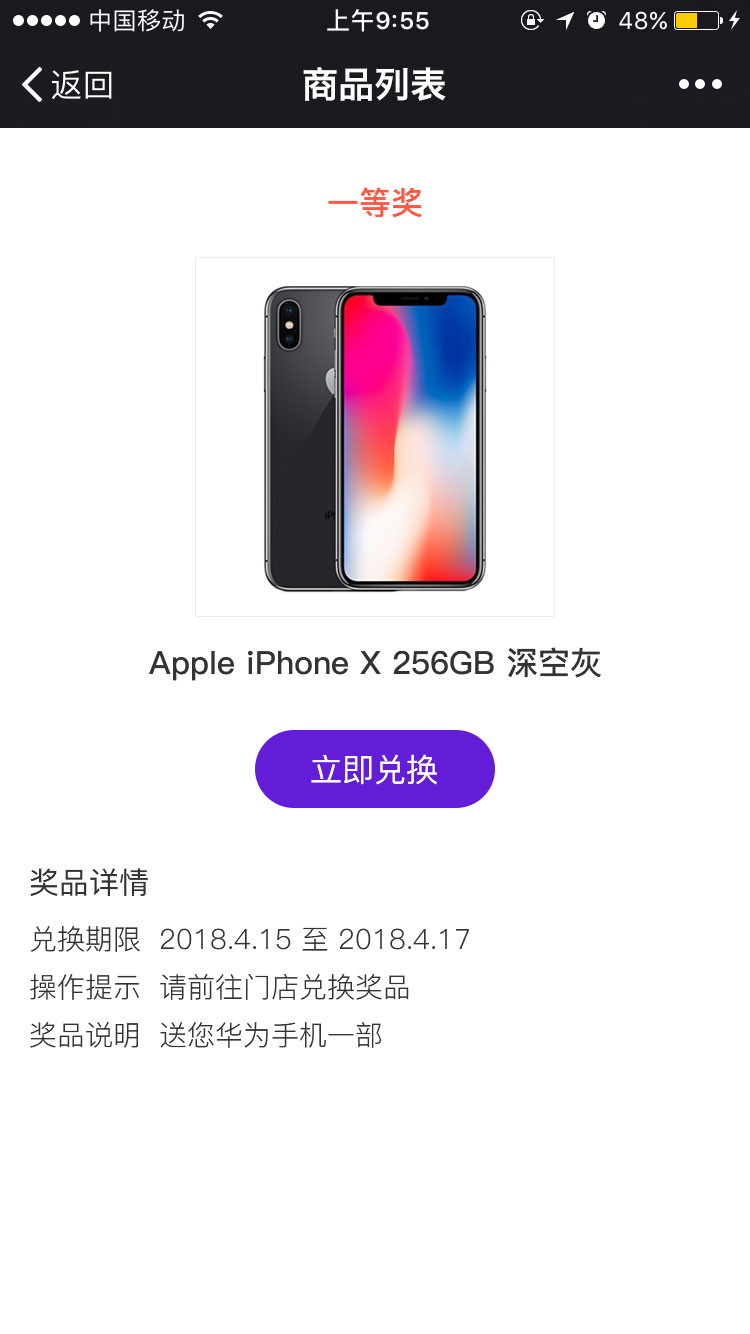 中国移动 上午9:55 48%
返回 商品列表
一等奖
Apple iPhone X 256GB 深空灰
立即兑换
奖品详情
兑换期限 2018.4.15 至 2018.4.17
操作提示 请前往门店兑换奖品
奖品说明 送您华为手机一部